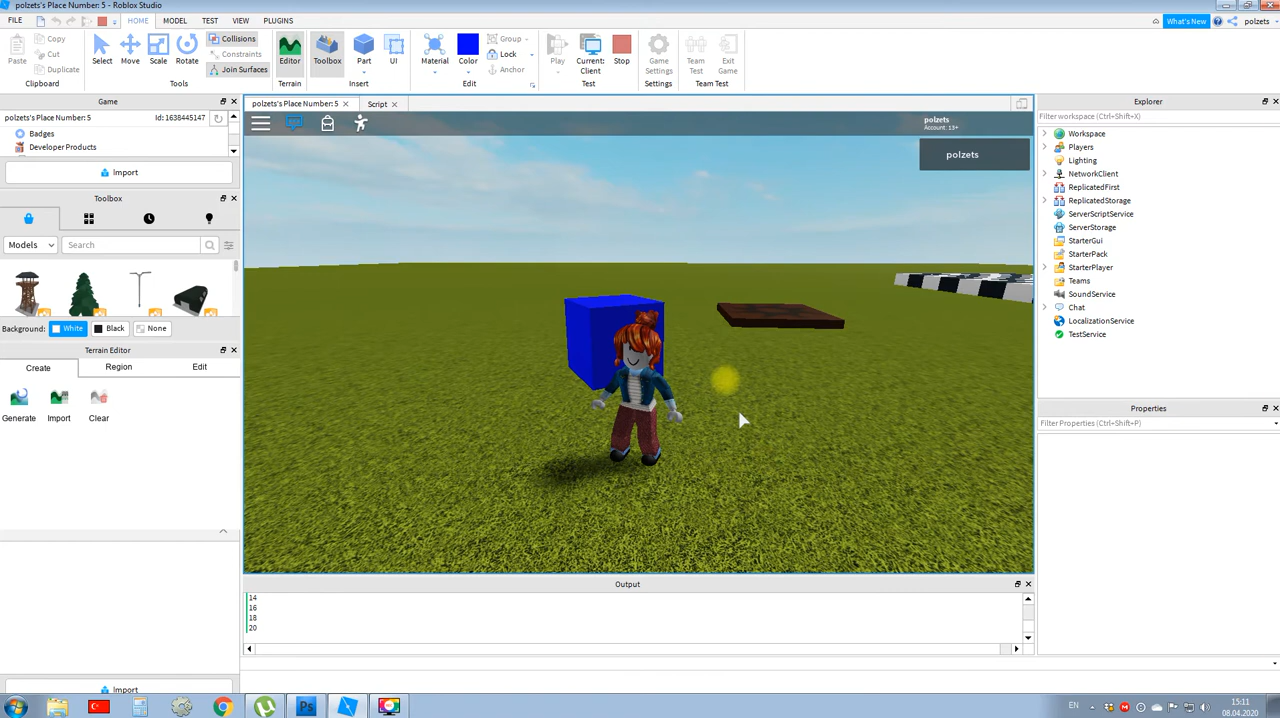 polzets's Place Number: 5 - Roblox Studio
FILE HOME MODEL TEST VIEW PLUGINS What's New polzets
Paste Copy Cut Duplicate Select Move Scale Rotate Collisions Constraints Join Surfaces Editor Toolbox Part UI Material Color Group Lock Anchor Play Current: Client Stop Game Settings Team Test Exit Game
Clipboard Tools Terrain Insert Edit Test Settings Team Test
Game
polzets's Place Number: 5 Id: 1638445147
Badges
Developer Products
Import
Toolbox
Models Search
Background: White Black None
Terrain Editor
Create Region Edit
Generate Import Clear
Import
polzets's Place Number: 5 Script
polzets
Account: 13+
polzets
Output
14
16
18
20
Explorer
Filter workspace (Ctrl+Shift+X)
Workspace
Players
Lighting
NetworkClient
ReplicatedFirst
ReplicatedStorage
ServerScriptService
ServerStorage
StarterGui
StarterPack
StarterPlayer
Teams
SoundService
Chat
LocalizationService
TestService
Properties
Filter Properties (Ctrl+Shift+P)
Ps EN 15:11
08.04.2020